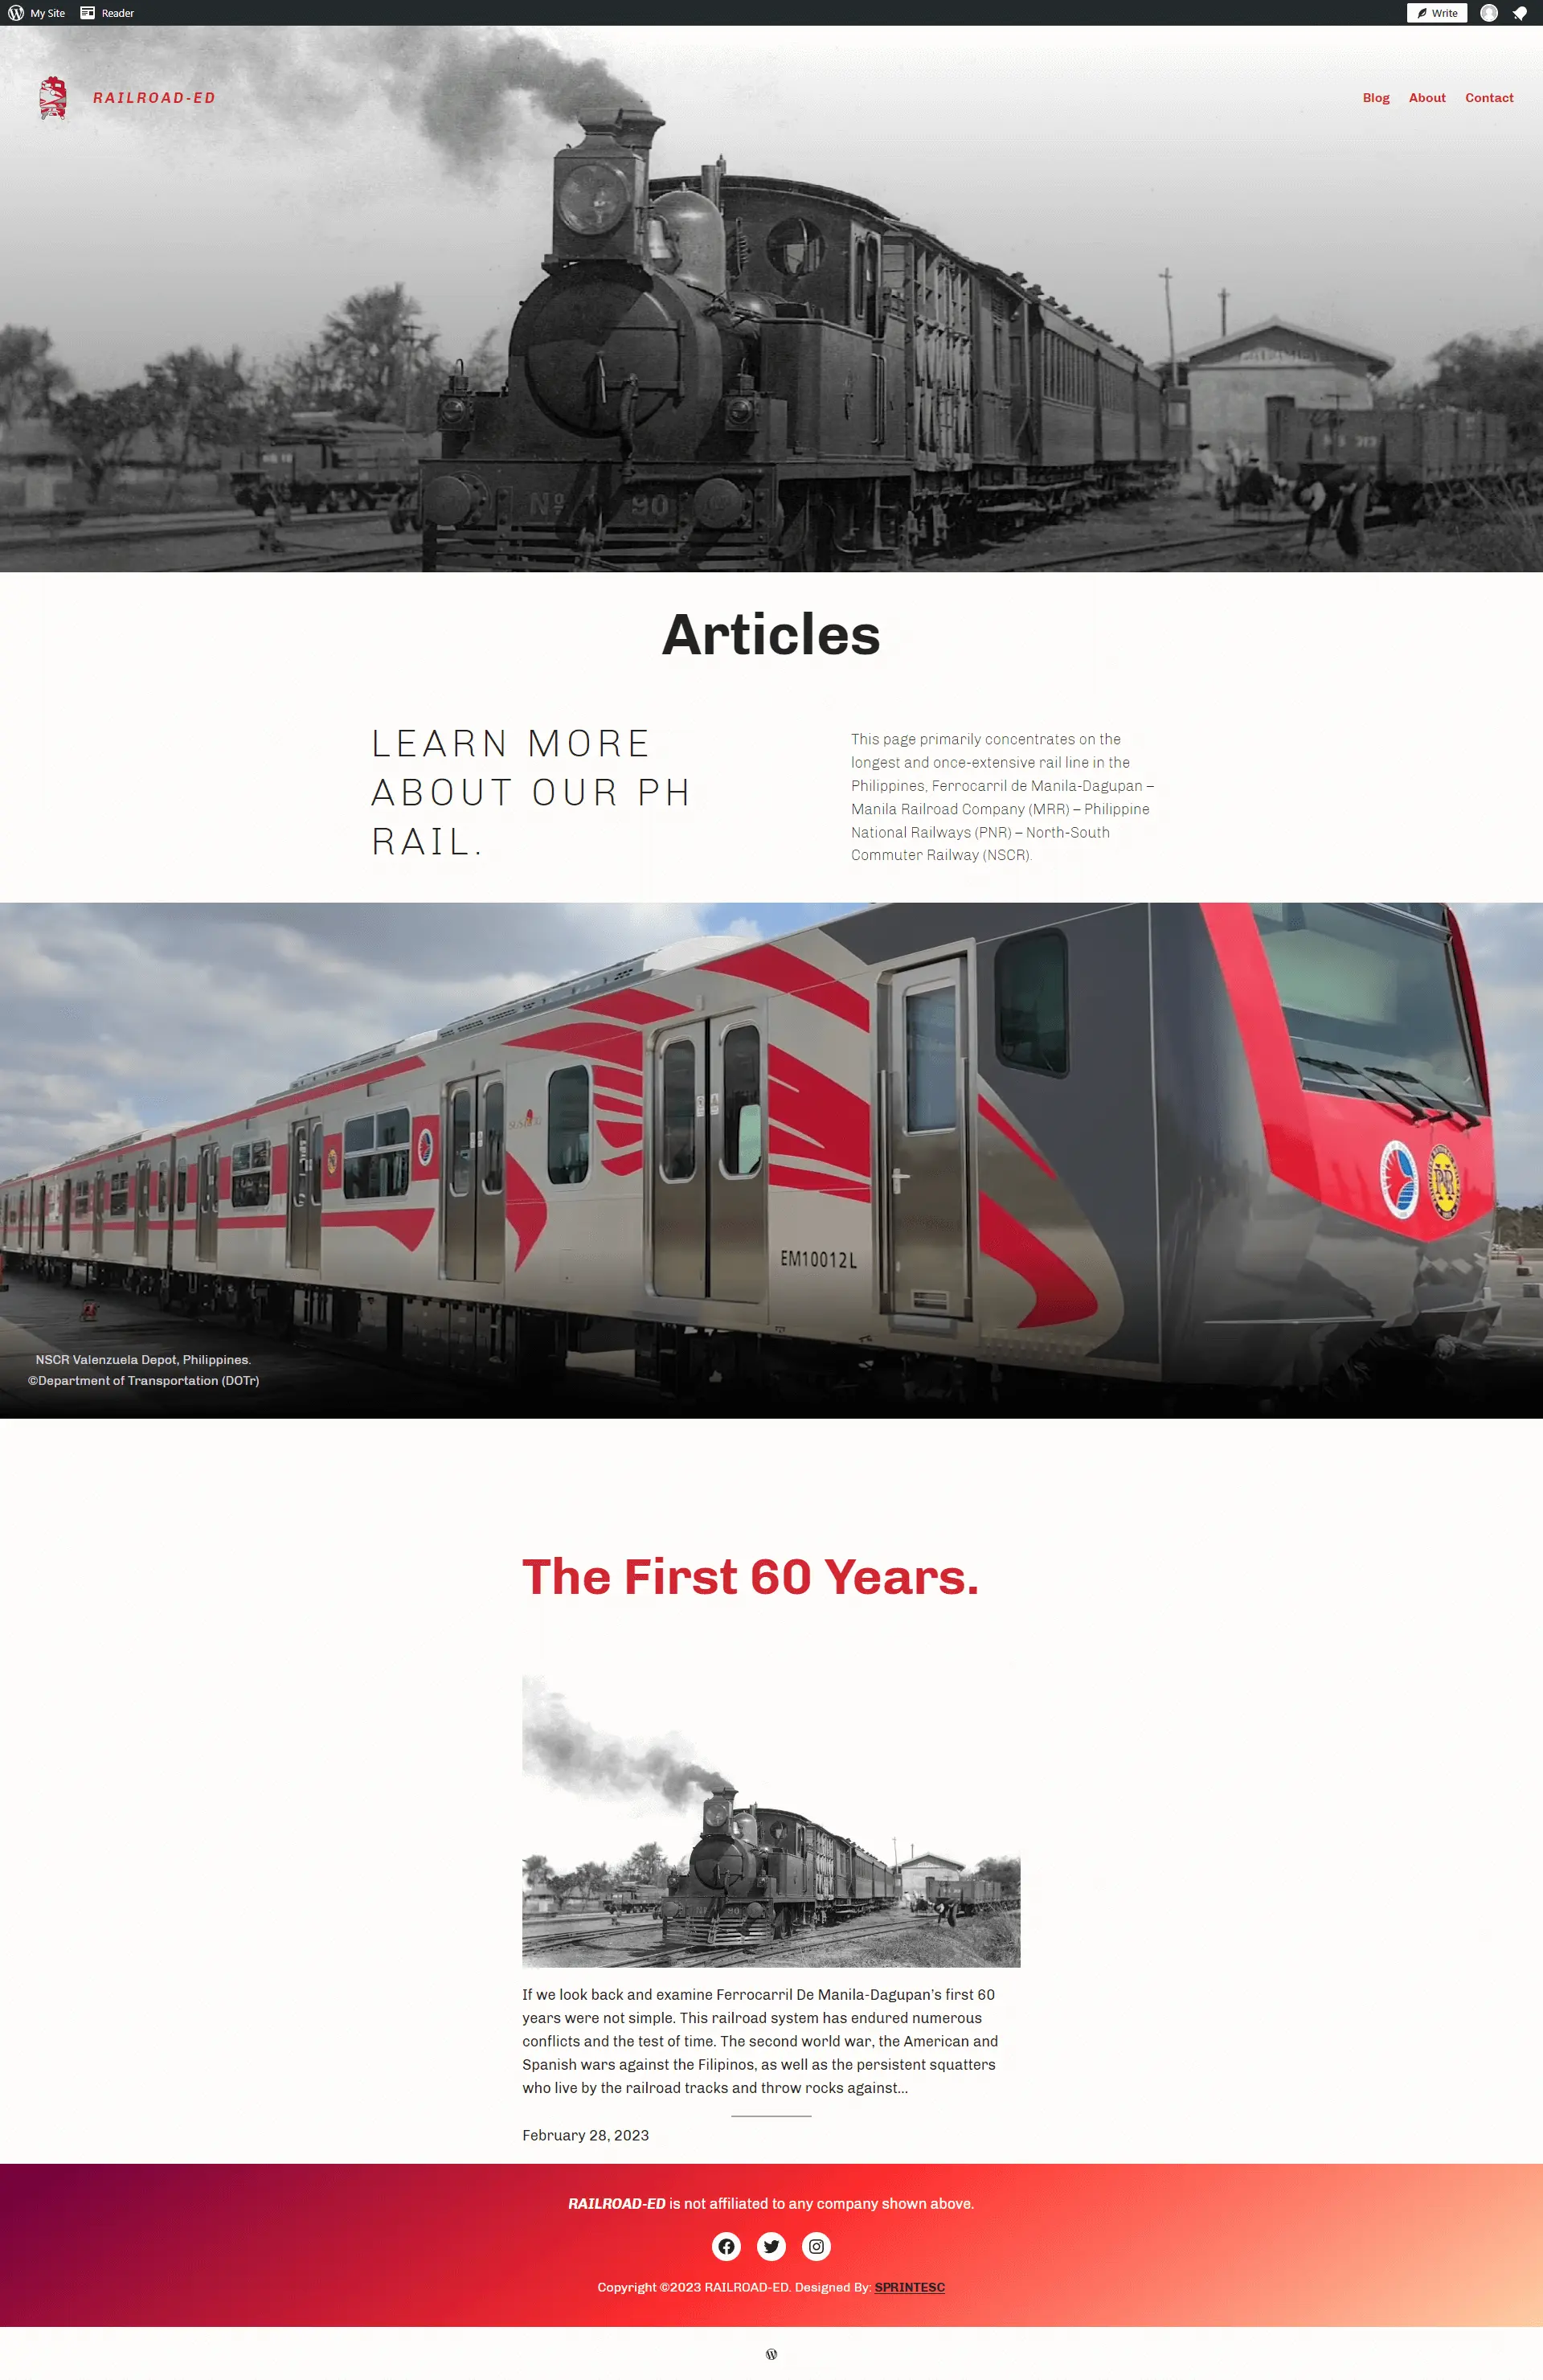 My Site
Reader
Write
RAILROAD-ED
Blog
About
Contact
Nº 90
Articles
LEARN MORE
ABOUT OUR PH
RAIL.
This page primarily concentrates on the
longest and once-extensive rail line in the
Philippines, Ferrocarril de Manila-Dagupan –
Manila Railroad Company (MRR) – Philippine
National Railways (PNR) – North-South
Commuter Railway (NSCR).
EM10012L
NSCR Valenzuela Depot, Philippines.
©Department of Transportation (DOTr)
The First 60 Years.
If we look back and examine Ferrocarril De Manila-Dagupan’s first 60
years were not simple. This railroad system has endured numerous
conflicts and the test of time. The second world war, the American and
Spanish wars against the Filipinos, as well as the persistent squatters
who live by the railroad tracks and throw rocks against…
February 28, 2023
RAILROAD-ED is not affiliated to any company shown above.
Copyright ©2023 RAILROAD-ED. Designed By: SPRINTESC